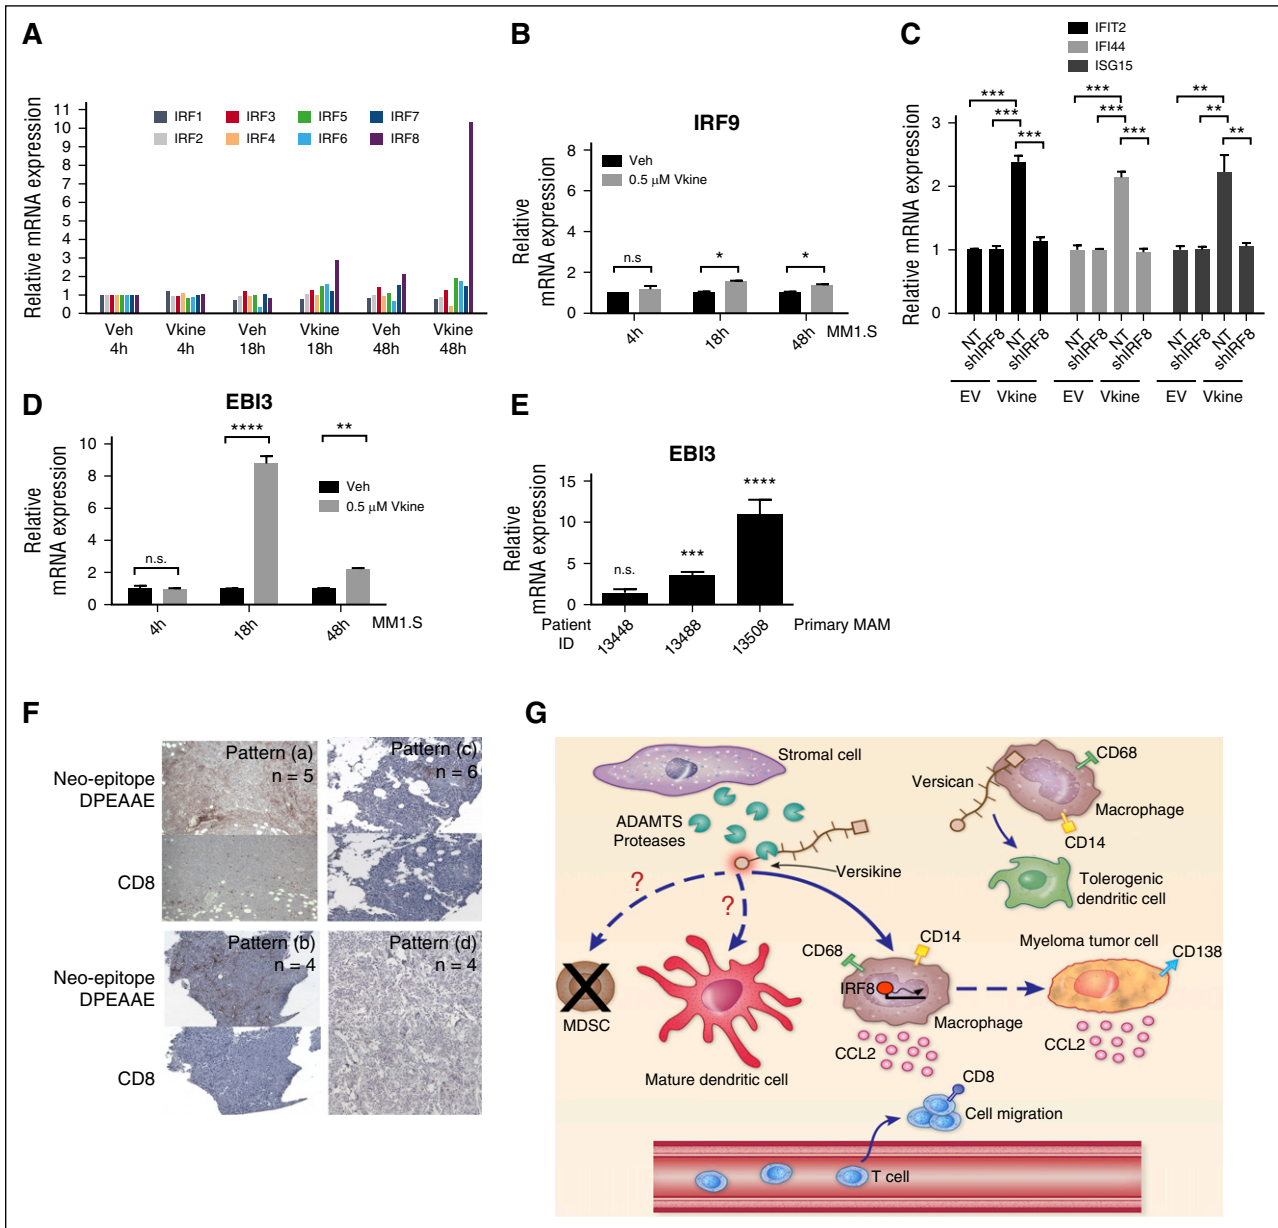 A
Relative mRNA expression
11
10
9
8
7
6
5
4
3
2
1
0
IRF1
IRF3
IRF5
IRF7
IRF2
IRF4
IRF6
IRF8
Veh
4h
Vkine
4h
Veh
18h
Vkine
18h
Veh
48h
Vkine
48h
B
IRF9
Relative
mRNA expression
8
6
4
2
0
Veh
0.5 μM Vkine
n.s
*
*
4h
18h
48h
MM1.S
C
IFIT2
IFI44
ISG15
Relative mRNA expression
3
2
1
0
***
***
***
***
***
***
**
**
**
NT
shIRF8
NT
shIRF8
NT
shIRF8
NT
shIRF8
NT
shIRF8
NT
shIRF8
EV
Vkine
EV
Vkine
EV
Vkine
D
EBI3
Relative
mRNA expression
10
8
6
4
2
0
n.s.
****
**
Veh
0.5 μM Vkine
4h
18h
48h
MM1.S
E
EBI3
Relative
mRNA expression
15
10
5
0
n.s.
***
****
Patient
ID
13448
13488
13508
Primary MAM
F
Neo-epitope
DPEAAE
CD8
Pattern (a)
n = 5
Pattern (c)
n = 6
Neo-epitope
DPEAAE
CD8
Pattern (b)
n = 4
Pattern (d)
n = 4
G
Stromal cell
ADAMTS
Proteases
Versikine
?
?
Versican
CD68
Macrophage
CD14
Tolerogenic
dendritic cell
MDSC
Mature dendritic cell
CD68
CD14
IRF8
Macrophage
CCL2
Myeloma tumor cell
CD138
CCL2
CD8
Cell migration
T cell